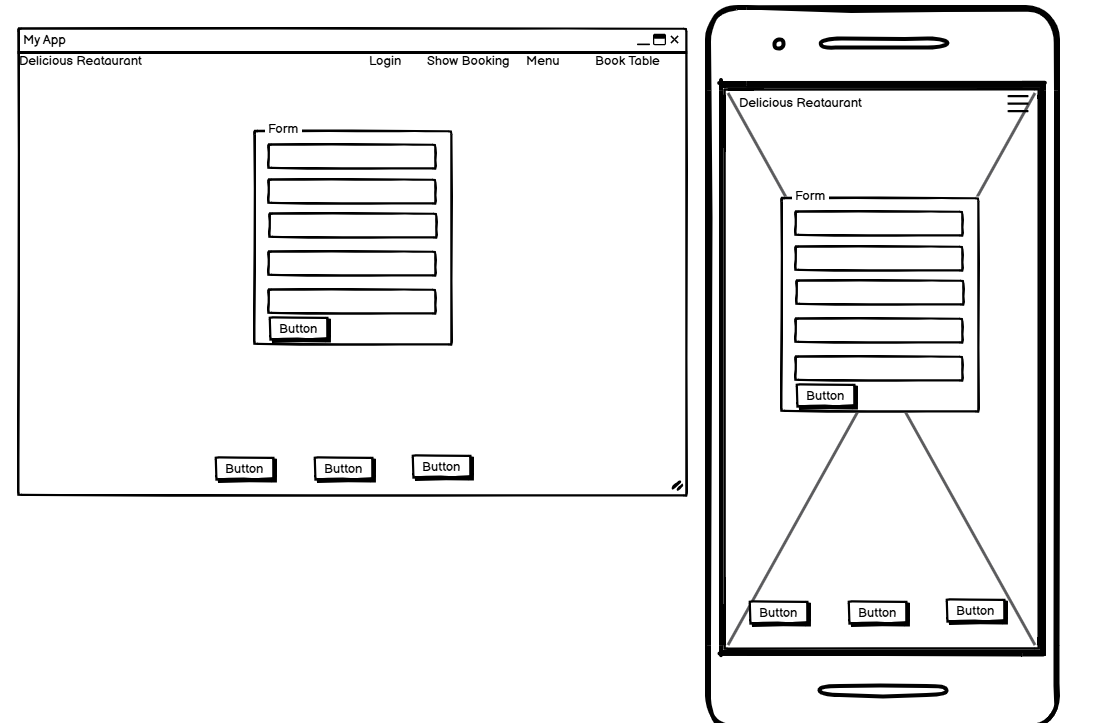 My App
Delicious Reataurant Login Show Booking Menu Book Table
Form
Button
Button Button Button
Delicious Reataurant
Form
Button
Button Button Button